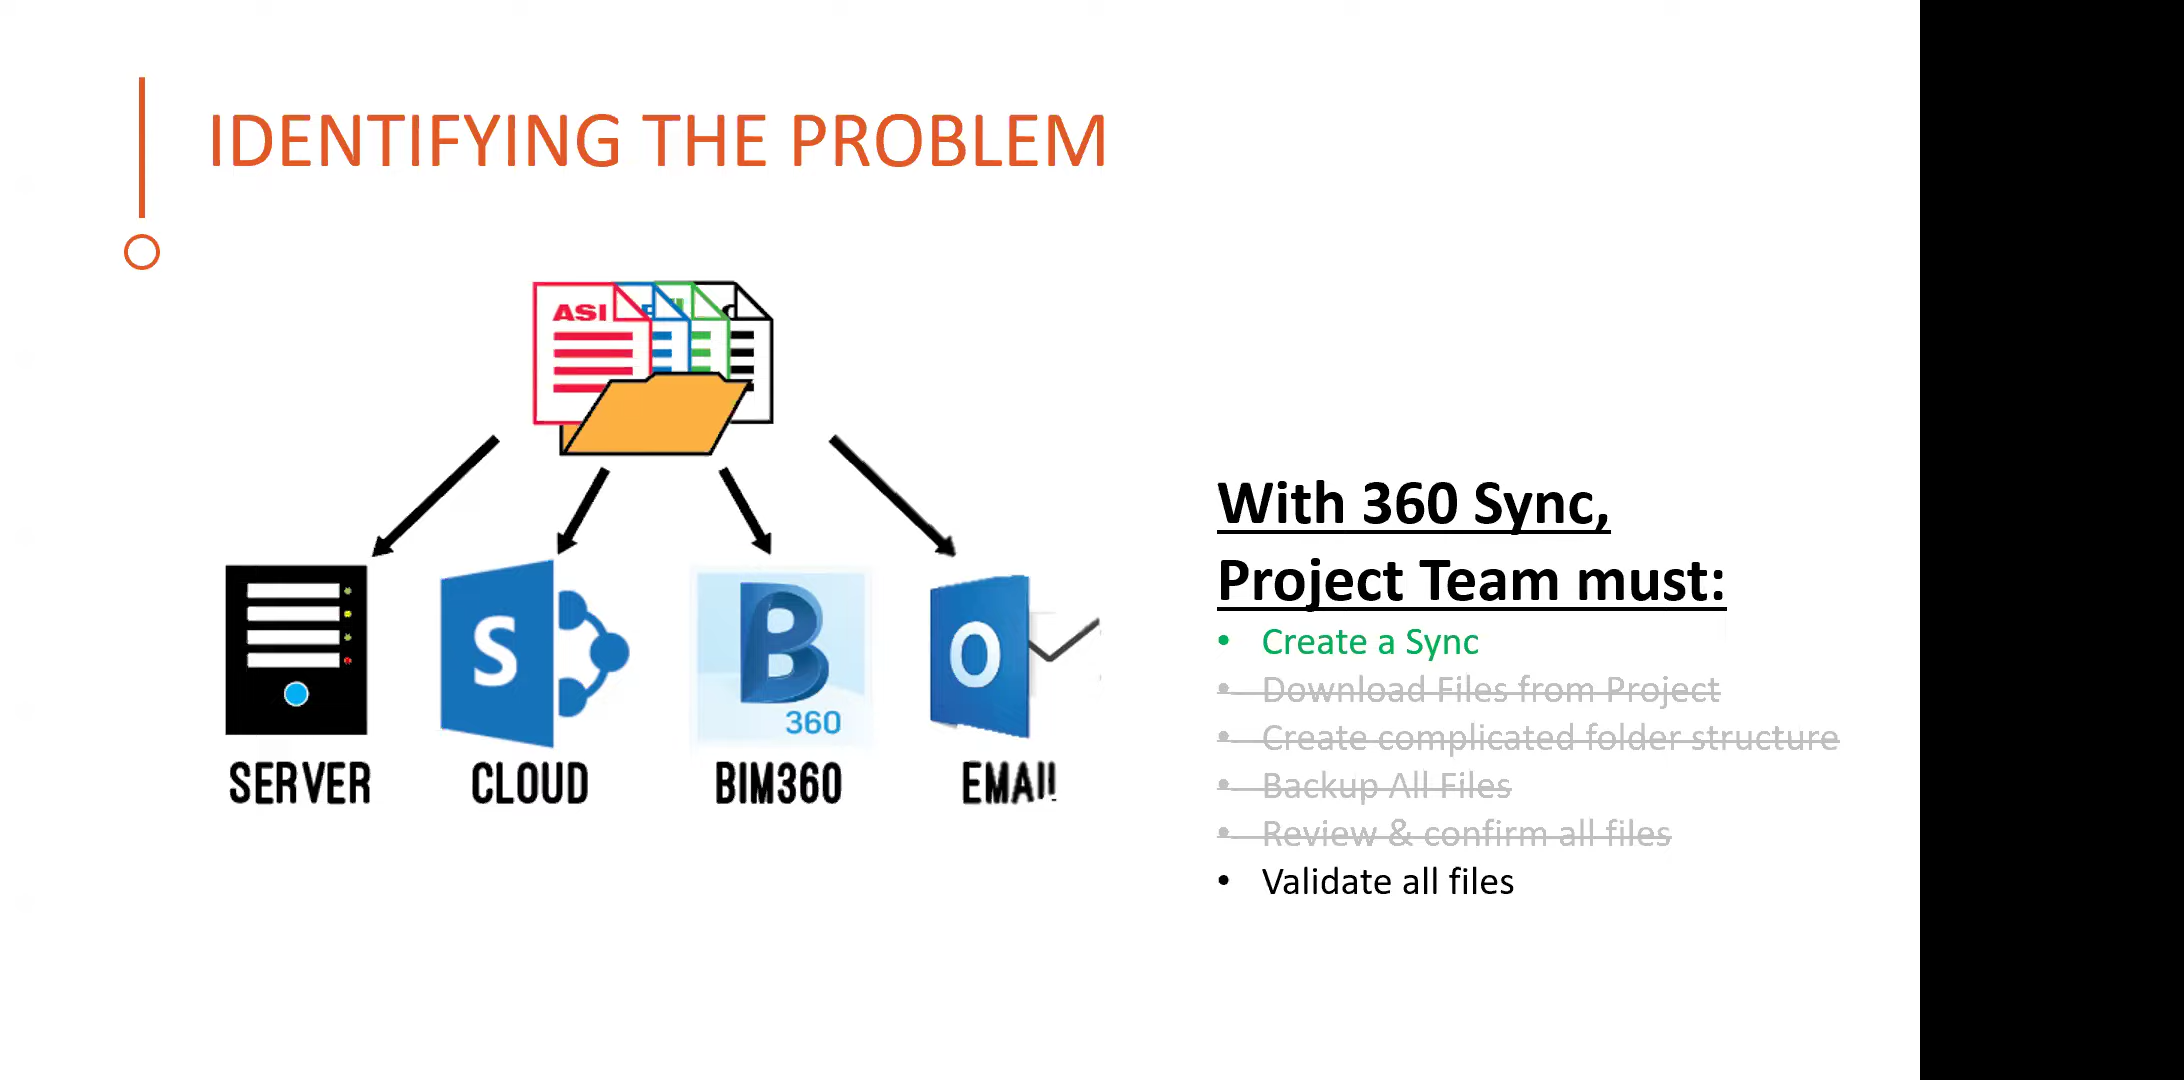 IDENTIFYING THE PROBLEM
ASI
S
B
360
O
SERVER
CLOUD
BIM360
EMAIL
With 360 Sync,
Project Team must:
• Create a Sync
• Download Files from Project
• Create complicated folder structure
• Backup All Files
• Review & confirm all files
• Validate all files